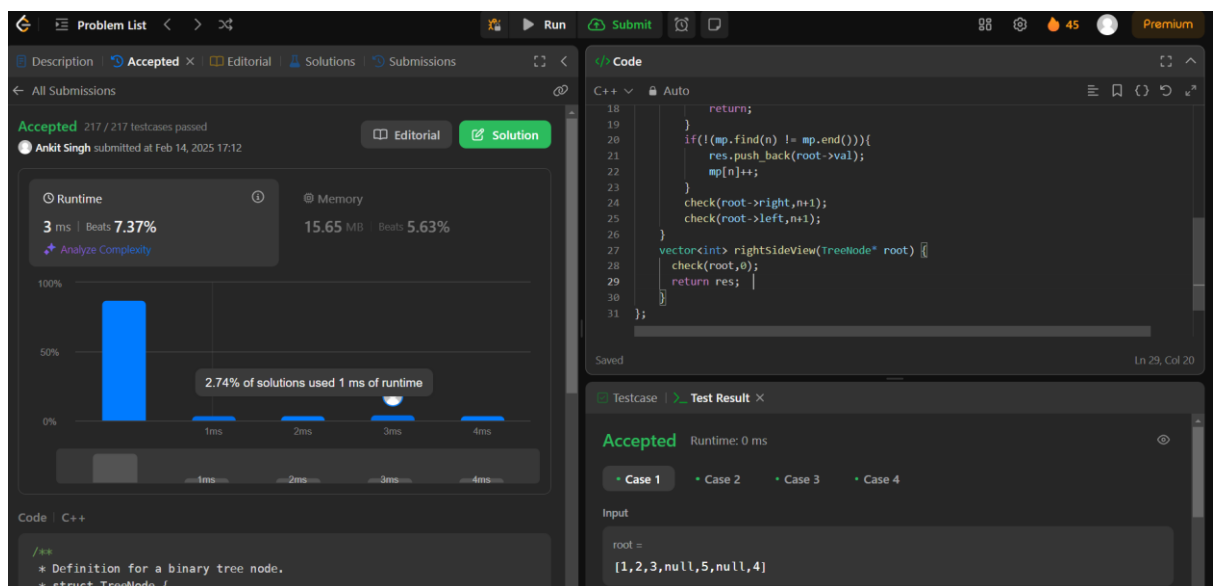 Problem List
Run
Submit
45
Premium
Description
Accepted
Editorial
Solutions
Submissions
All Submissions
Accepted 217 / 217 testcases passed
Ankit Singh submitted at Feb 14, 2025 17:12
Editorial
Solution
Runtime
3 ms | Beats 7.37%
Analyze Complexity
Memory
15.65 MB | Beats 5.63%
100%
50%
0%
2.74% of solutions used 1 ms of runtime
1ms 2ms 3ms 4ms
1ms 2ms 3ms 4ms
Code | C++
/**
* Definition for a binary tree node.
* struct TreeNode {
</> Code
C++ Auto
18 return;
19 }
20 if(!(mp.find(n) != mp.end())){
21 res.push_back(root->val);
22 mp[n]++;
23 }
24 check(root->right,n+1);
25 check(root->left,n+1);
26 }
27 vector<int> rightSideView(TreeNode* root) {
28 check(root,0);
29 return res;
30 }
31 };
Saved
Ln 29, Col 20
Testcase | >_ Test Result
Accepted Runtime: 0 ms
• Case 1 • Case 2 • Case 3 • Case 4
Input
root =
[1,2,3,null,5,null,4]